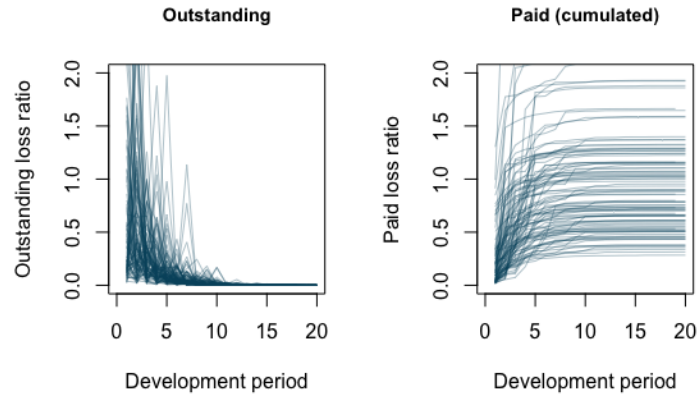 Outstanding
Outstanding loss ratio
2.0
1.5
1.0
0.5
0.0
0 5 10 15 20
Development period
Paid (cumulated)
Paid loss ratio
2.0
1.5
1.0
0.5
0.0
0 5 10 15 20
Development period